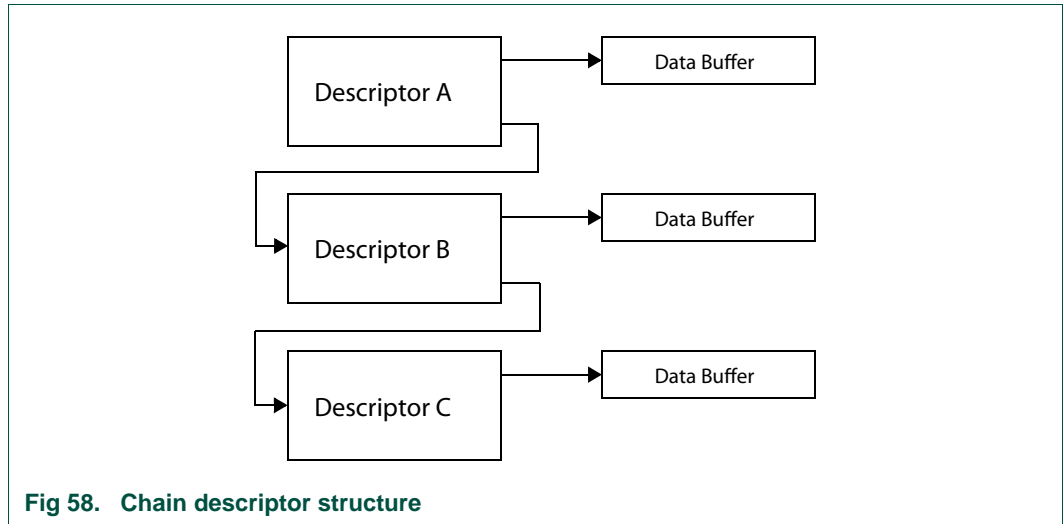 Descriptor A
Data Buffer
Descriptor B
Data Buffer
Descriptor C
Data Buffer
Fig 58. Chain descriptor structure